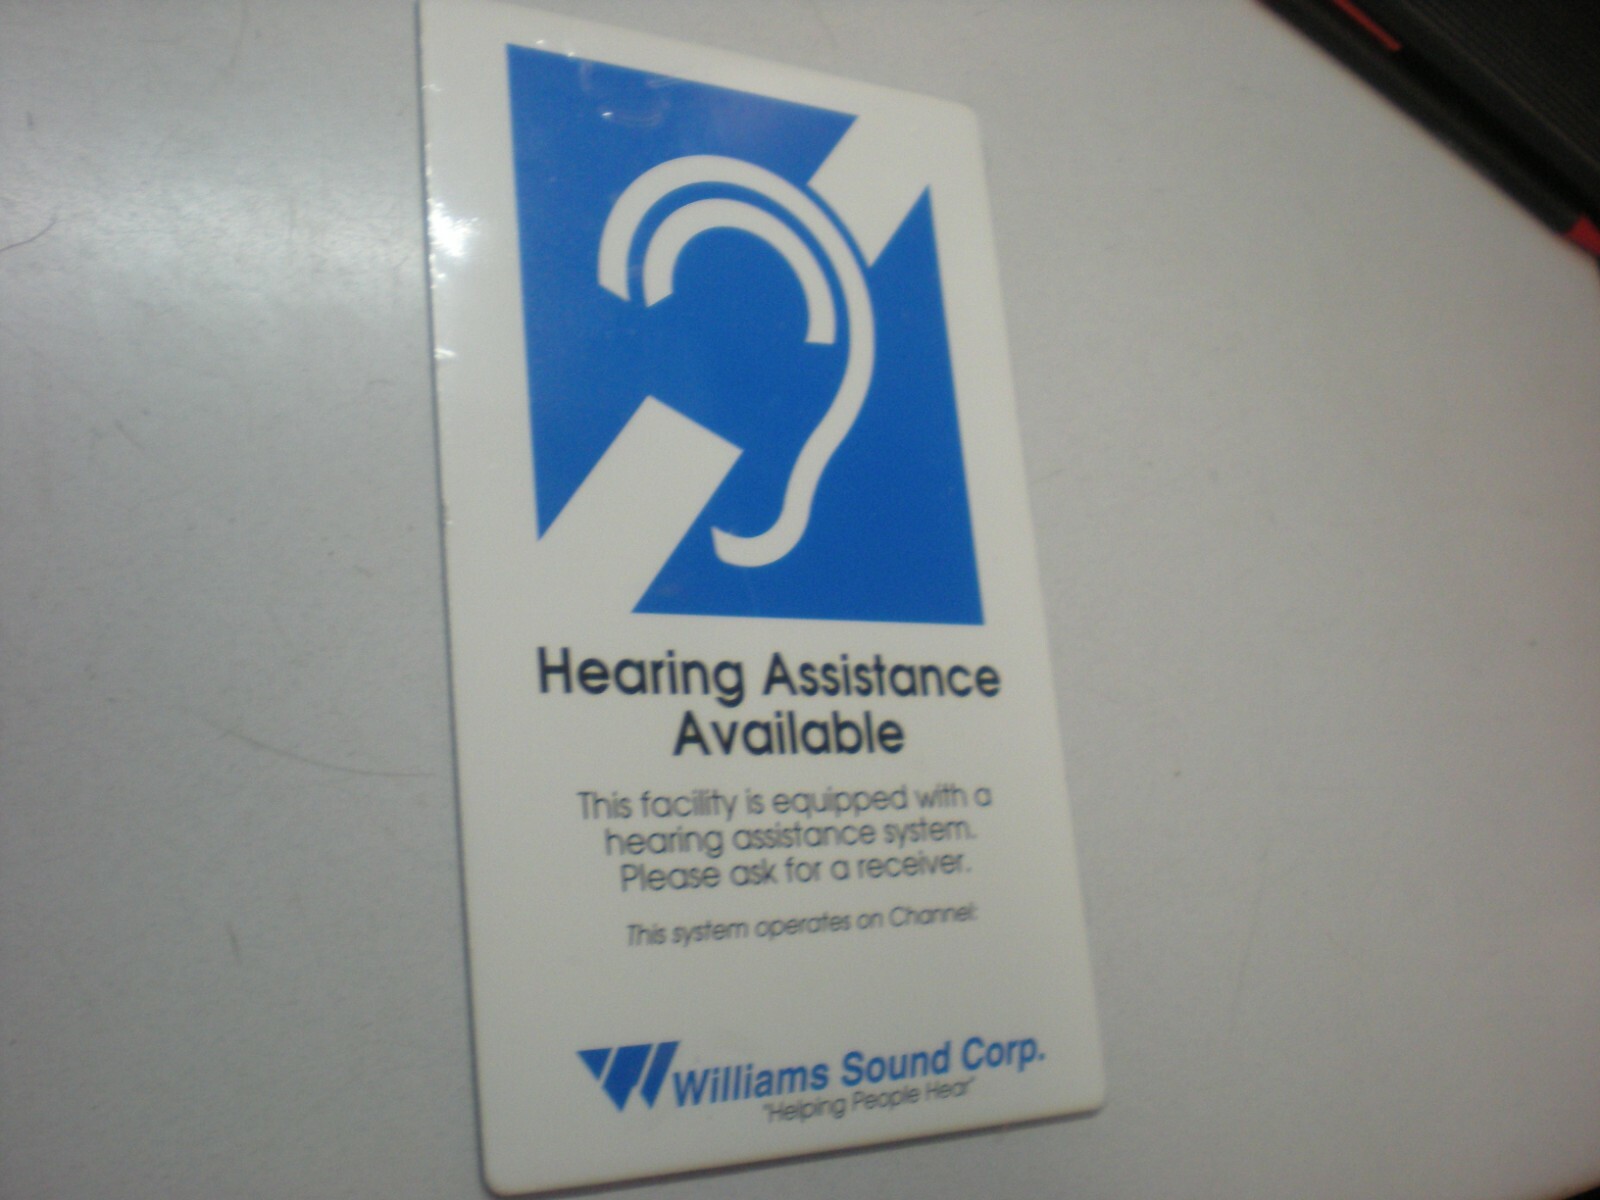 Hearing Assistance
Available
This facility is equipped with a
hearing assistance system.
Please ask for a receiver.
This system operates on Channel:
Williams Sound Corp.
"Helping People Hear"